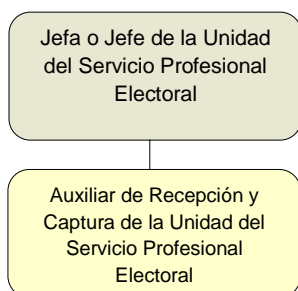 Jefa o Jefe de la Unidad
del Servicio Profesional
Electoral
Auxiliar de Recepción y
Captura de la Unidad del
Servicio Profesional
Electoral